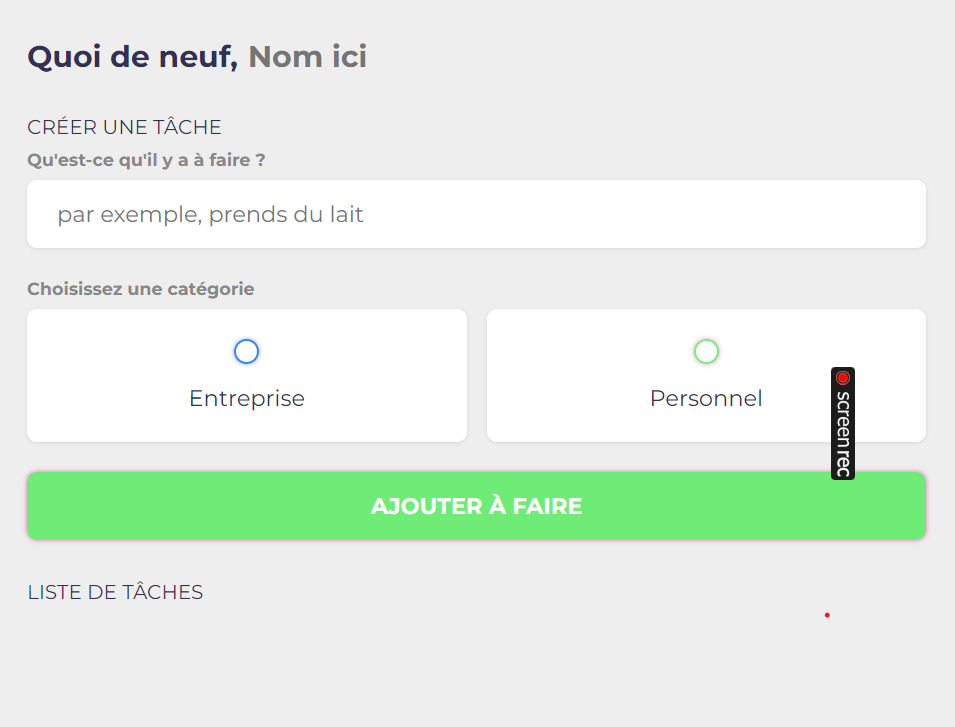 Quoi de neuf, Nom ici
CRÉER UNE TÂCHE
Qu'est-ce qu'il y a à faire ?
par exemple, prends du lait
Choisissez une catégorie
Entreprise
Personnel
screenrec
AJOUTER À FAIRE
LISTE DE TÂCHES